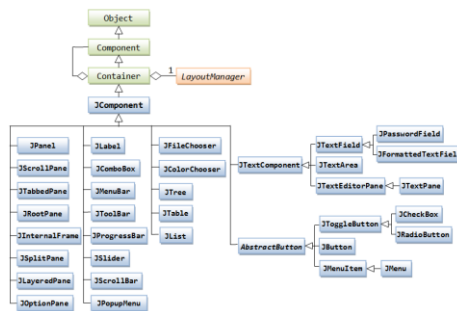 Object
Component
Container
1
LayoutManager
JComponent
JPanel
JScrollPane
JTabbedPane
JRootPane
JInternalFrame
JSplitPane
JLayeredPane
JOptionPane
JLabel
JComboBox
JMenuBar
JToolBar
JProgressBar
JSlider
JScrollBar
JPopupMenu
JFileChooser
JColorChooser
JTree
JTable
JList
JTextComponent
JTextField
JPasswordField
JFormattedTextField
JTextArea
JTextEditorPane
JTextPane
AbstractButton
JToggleButton
JCheckBox
JRadioButton
JButton
JMenuItem
JMenu